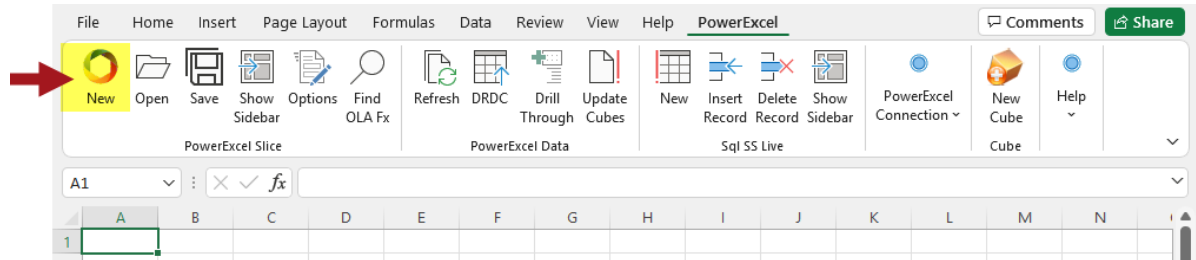 File Home Insert Page Layout Formulas Data Review View Help PowerExcel Comments Share
New Open Save Show Sidebar Options Find OLA Fx Refresh DRDC Drill Through Update Cubes New Insert Record Delete Record Show Sidebar PowerExcel Connection New Cube Help
PowerExcel Slice PowerExcel Data Sql SS Live Cube
A1 fx
A B C D E F G H I J K L M N
1